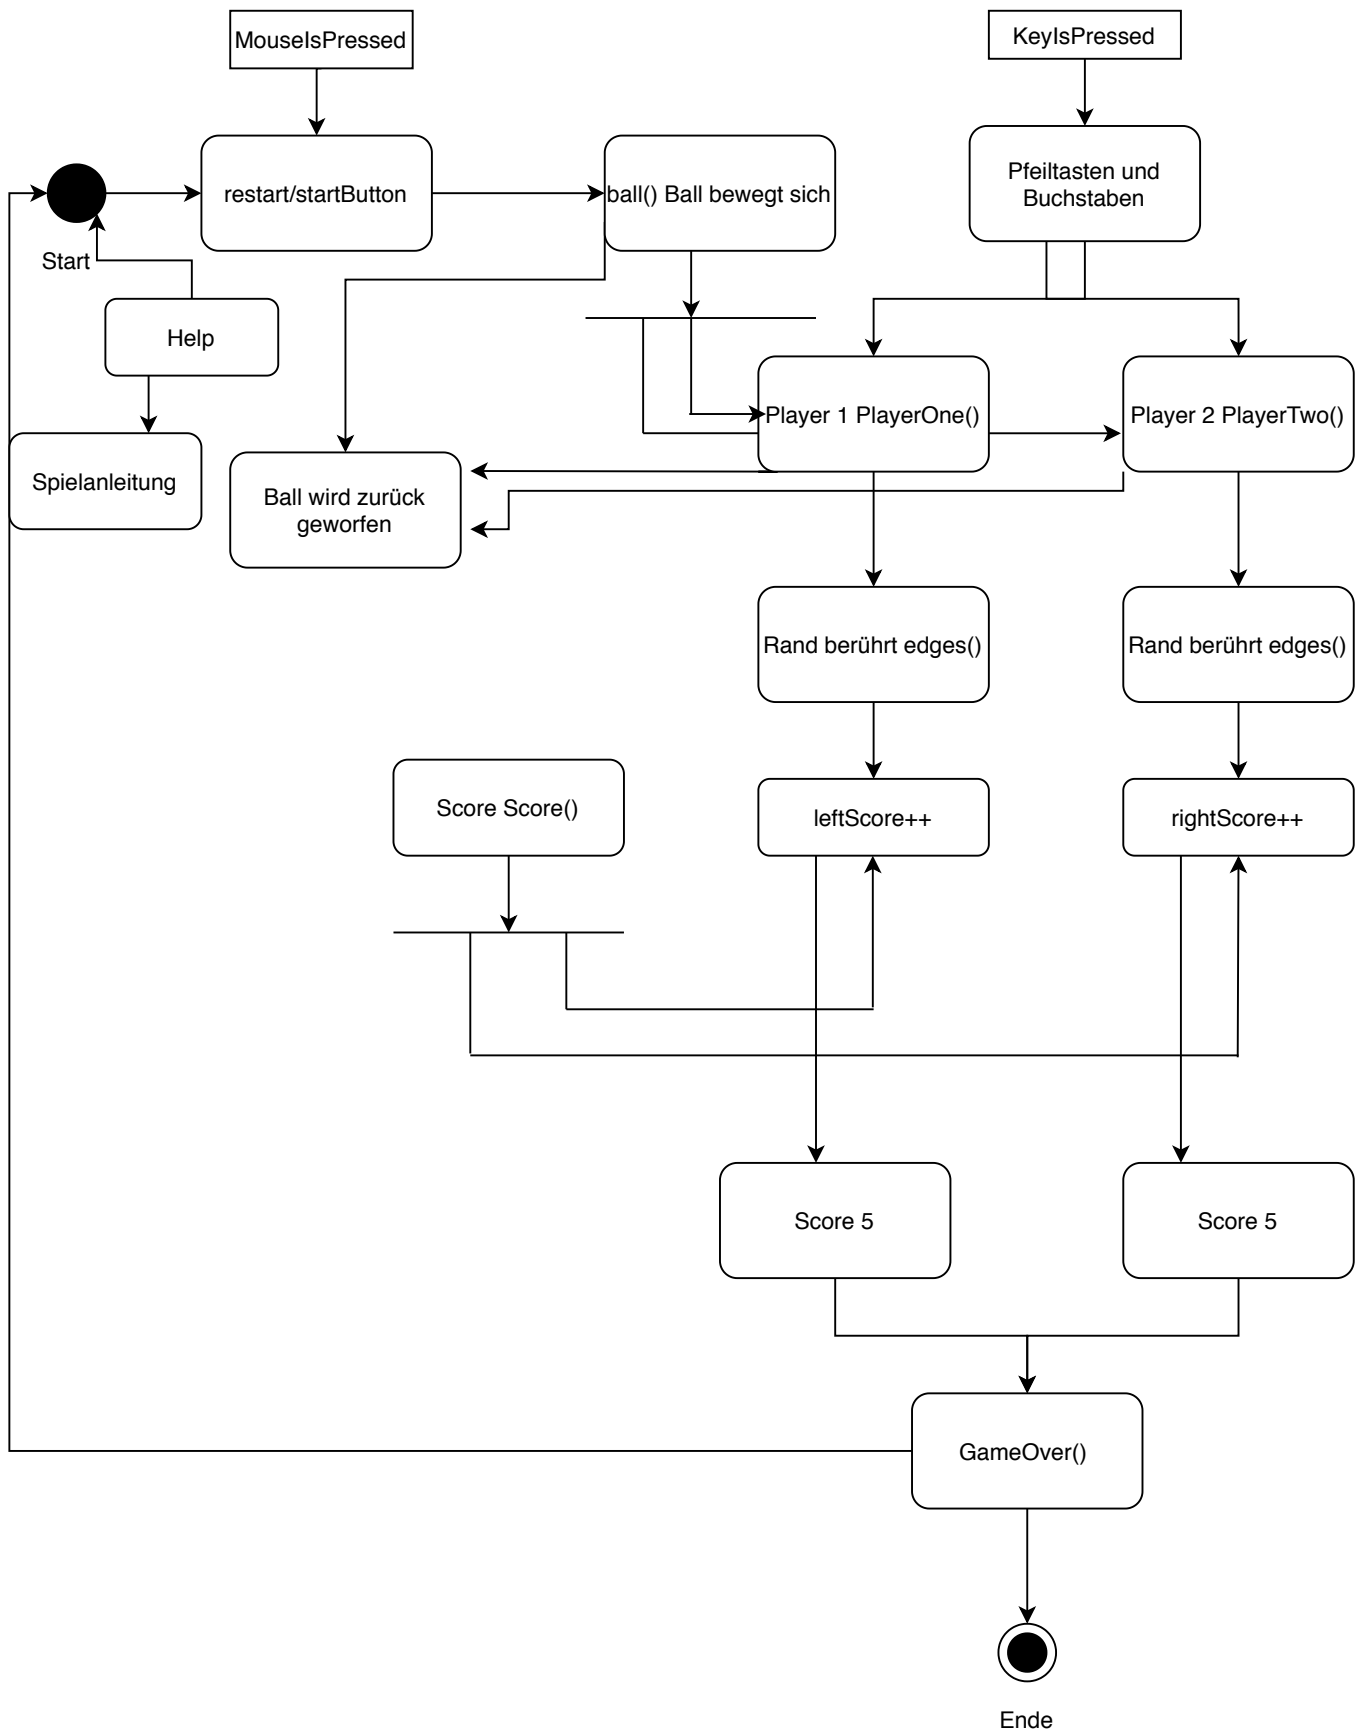 MouseIsPressed
KeyIsPressed
restart/startButton
ball() Ball bewegt sich
Pfeiltasten und
Buchstaben
Start
Help
Player 1 PlayerOne()
Player 2 PlayerTwo()
Spielanleitung
Ball wird zurück
geworfen
Rand berührt edges()
Rand berührt edges()
Score Score()
leftScore++
rightScore++
Score 5
Score 5
GameOver()
Ende